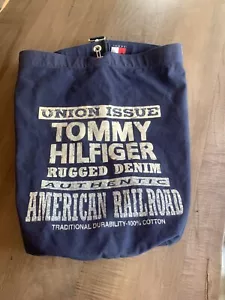 UNION ISSUE
TOMMY
HILFIGER
RUGGED DENIM
AUTHENTIC
AMERICAN RAILROAD
TRADITIONAL DURABILITY-100% COTTON